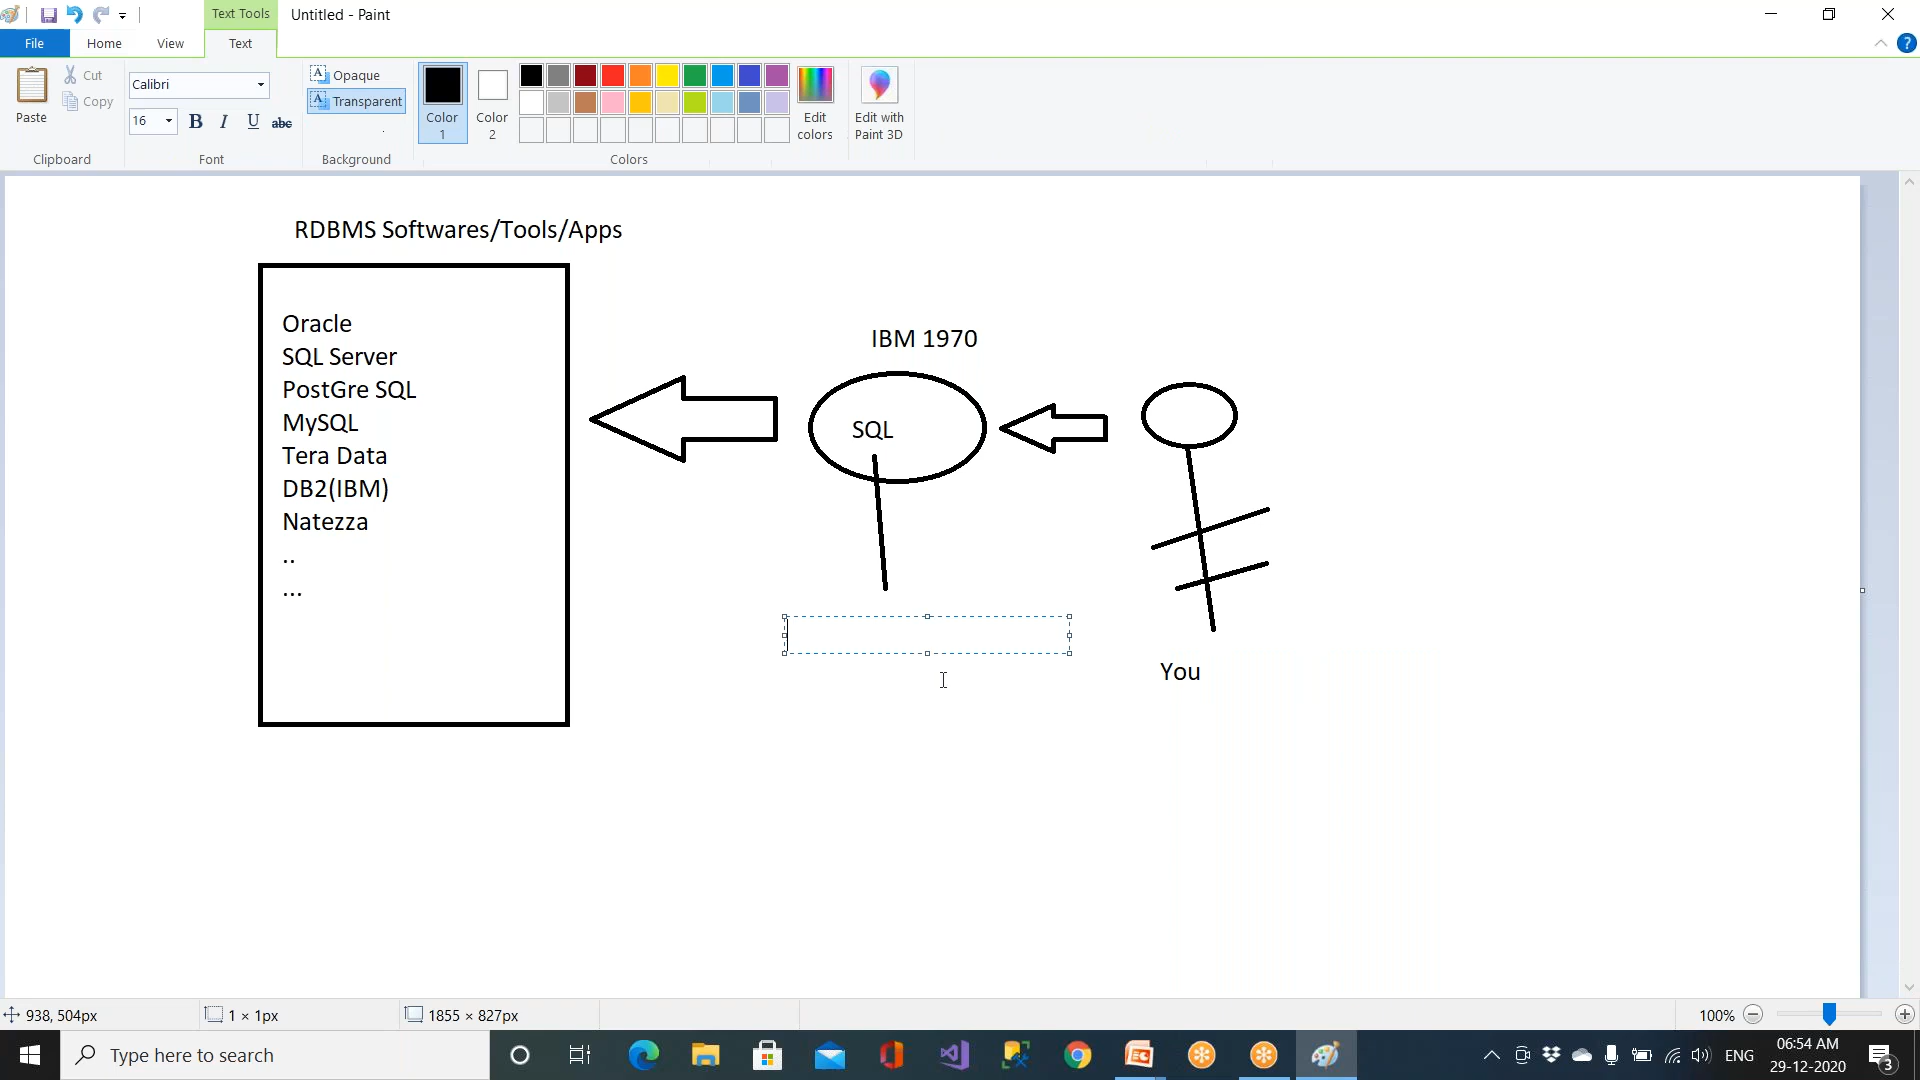 Text Tools
Untitled - Paint
File
Home
View
Text
Paste
Cut
Copy
Clipboard
Calibri
16
B I U abc
Font
Opaque
Transparent
Background
Color 1
Color 2
Edit colors
Colors
Edit with Paint 3D
RDBMS Softwares/Tools/Apps
Oracle
SQL Server
PostGre SQL
MySQL
Tera Data
DB2(IBM)
Natezza
..
...
IBM 1970
SQL
You
938, 504px
1 × 1px
1855 × 827px
100%
Type here to search
ENG
06:54 AM
29-12-2020
3